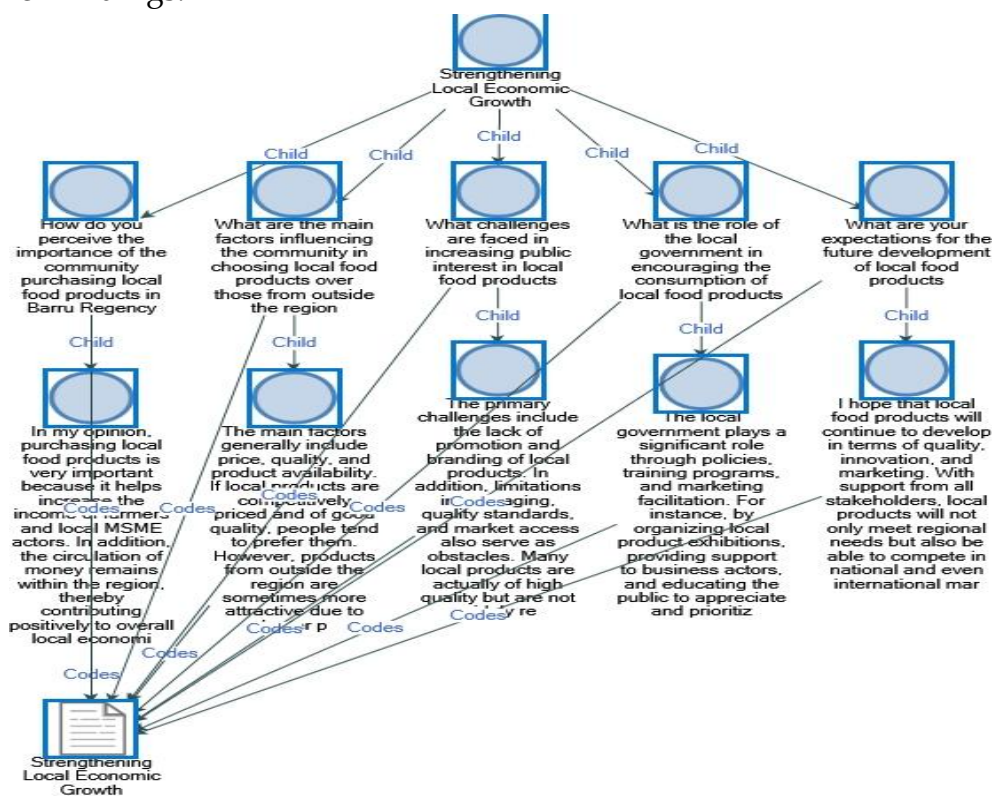 Strengthening
Local Economic
Growth
Child
Child
Child
Child
Child
How do you
perceive the
importance of the
community
purchasing local
food products in
Barru Regency
What are the main
factors influencing
the community in
choosing local food
products over
those from outside
the region
What challenges
are faced in
increasing public
interest in local
food products
What is the role of
the local
government in
encouraging the
consumption of
local food products
What are your
expectations for the
future development
of local food
products
Child
Child
Child
Child
Child
In my opinion,
purchasing local
food products is
very important
because it helps
increase the
income farmers
and local MSME
actors. In addition,
the circulation of
money remains
within the region,
thereby
contributing
positively to overall
local economi
The main factors
generally include
price, quality, and
product availability.
If local products are
competitively
priced and of good
quality, people tend
to prefer them.
However, products
from outside the
region are
sometimes more
attractive due to
p
The primary
challenges include
the lack of
promotion and
branding of local
products. In
addition, limitations
quality standards,
and market access
also serve as
obstacles. Many
local products are
actually of high
quality but are not
re
The local
government plays a
significant role
through policies,
training programs,
and marketing
facilitation. For
instance, by
organizing local
product exhibitions,
providing support
to business actors,
and educating the
public to appreciate
and prioritiz
I hope that local
food products will
continue to develop
in terms of quality,
innovation, and
marketing. With
support from all
stakeholders, local
products will not
only meet regional
needs but also be
able to compete in
national and even
international mar
Codes
Codes
Codes
Codes
Codes
Codes
Codes
Codes
Codes
Codes
Strengthening
Local Economic
Growth